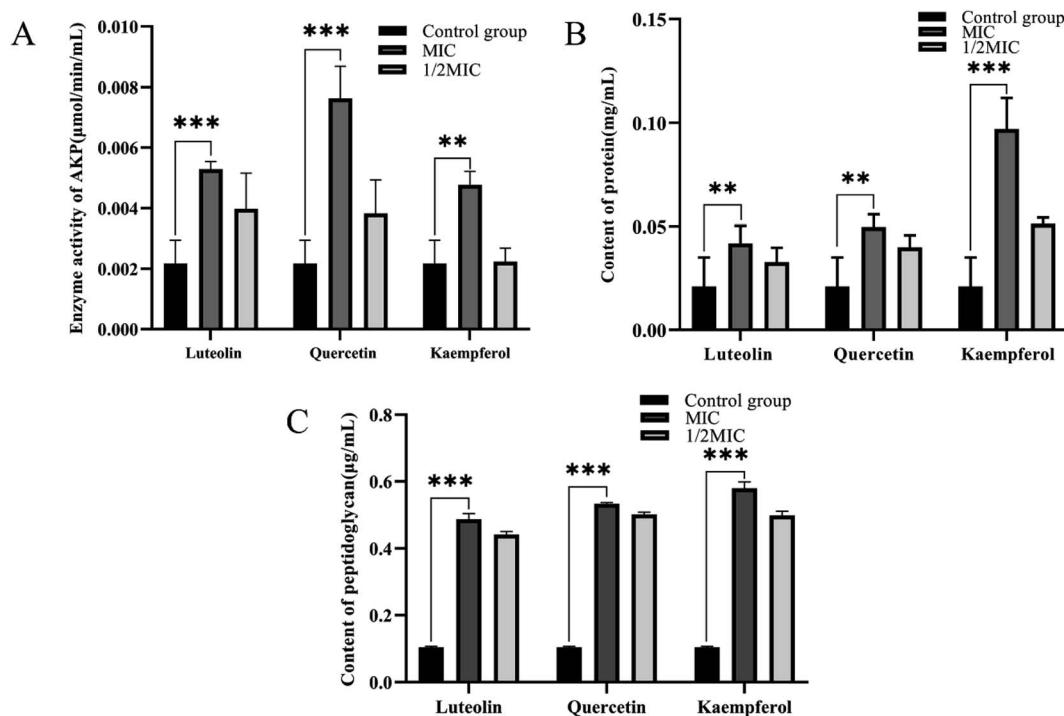 A
Enzyme activity of AKP(μmol/min/mL)
0.010
0.008
0.006
0.004
0.002
0.000
***
***
**
Control group
MIC
1/2MIC
Luteolin
Quercetin
Kaempferol
B
Content of protein(mg/mL)
0.15
0.10
0.05
0.00
**
**
***
Control group
MIC
1/2MIC
Luteolin
Quercetin
Kaempferol
C
Content of peptidoglycan(μg/mL)
0.8
0.6
0.4
0.2
0.0
***
***
***
Control group
MIC
1/2MIC
Luteolin
Quercetin
Kaempferol